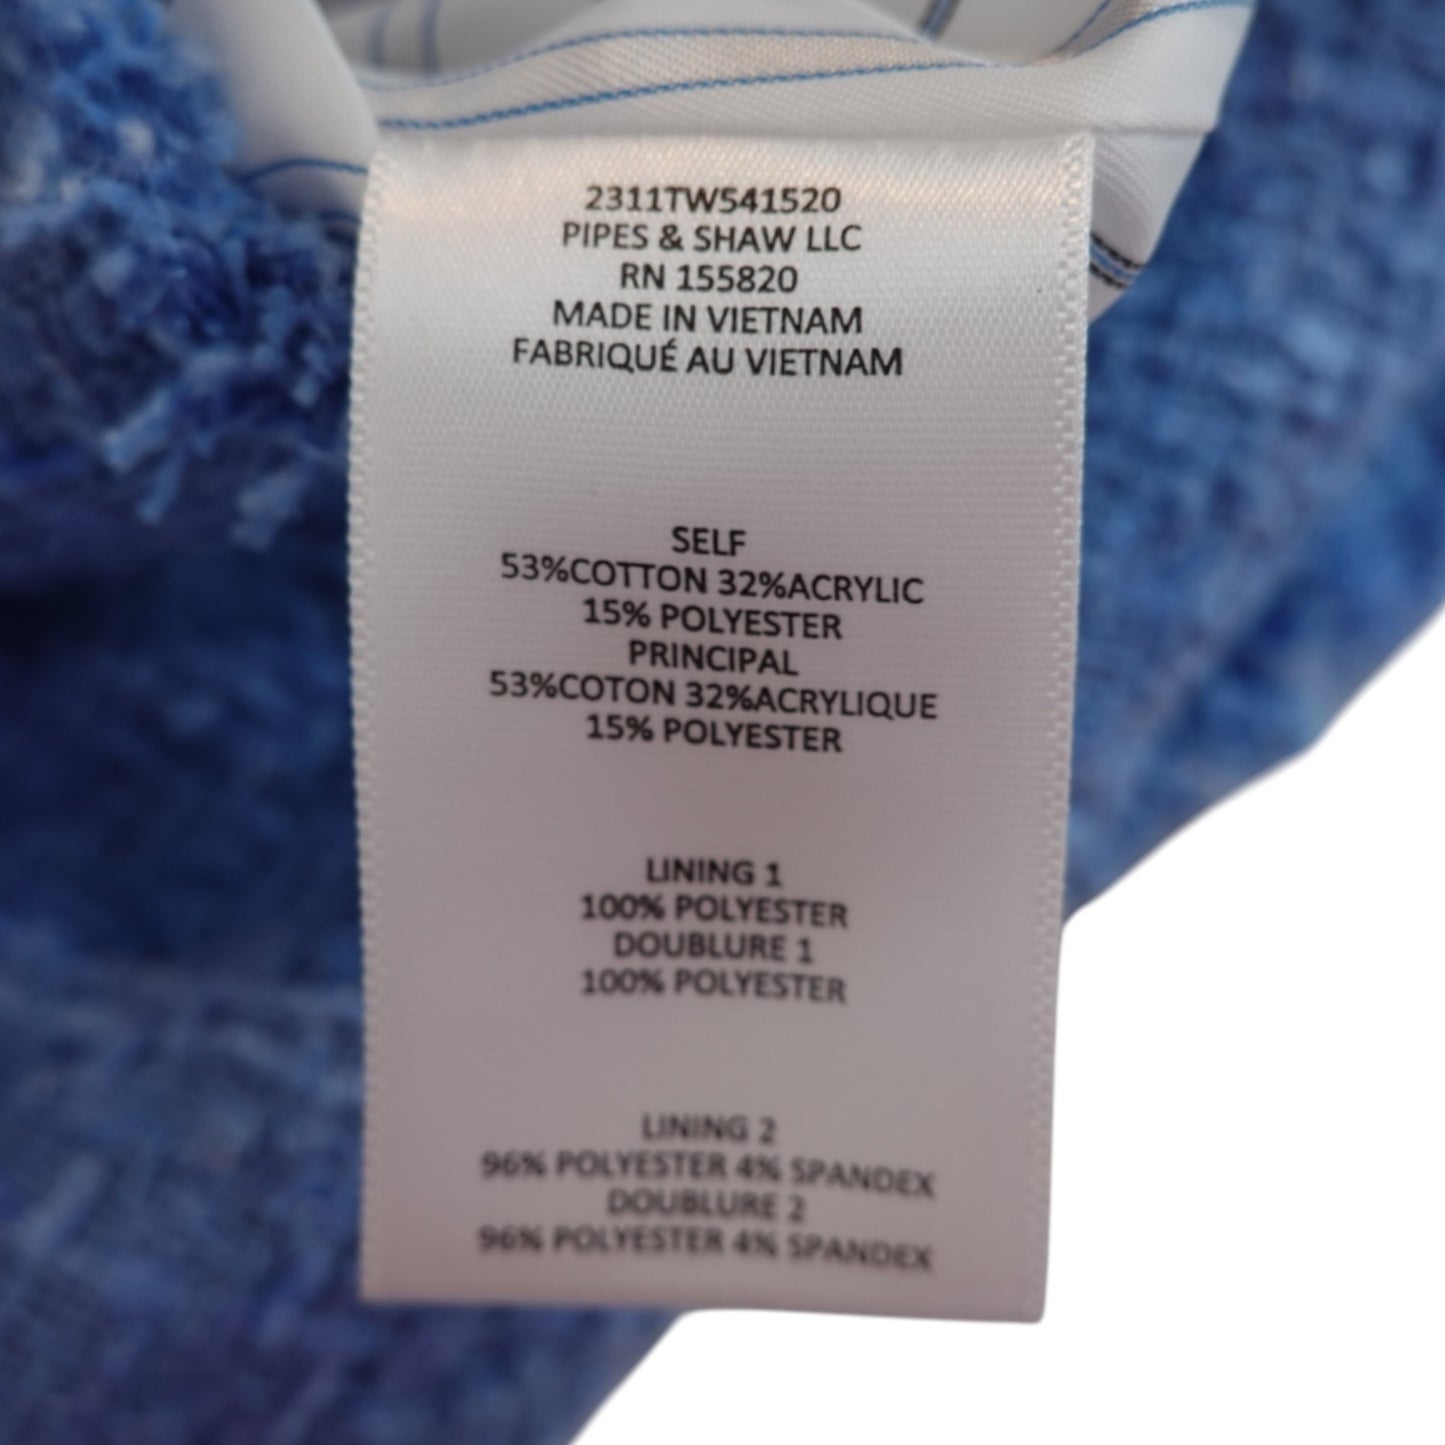 2311TW541520
PIPES & SHAW LLC
RN 155820
MADE IN VIETNAM
FABRIQUÉ AU VIETNAM
SELF
53%COTTON 32%ACRYLIC
15% POLYESTER
PRINCIPAL
53%COTON 32%ACRYLIQUE
15% POLYESTER
LINING 1
100% POLYESTER
DOUBLURE 1
100% POLYESTER
LINING 2
96% POLYESTER 4% SPANDEX
DOUBLURE 2
96% POLYESTER 4% SPANDEX